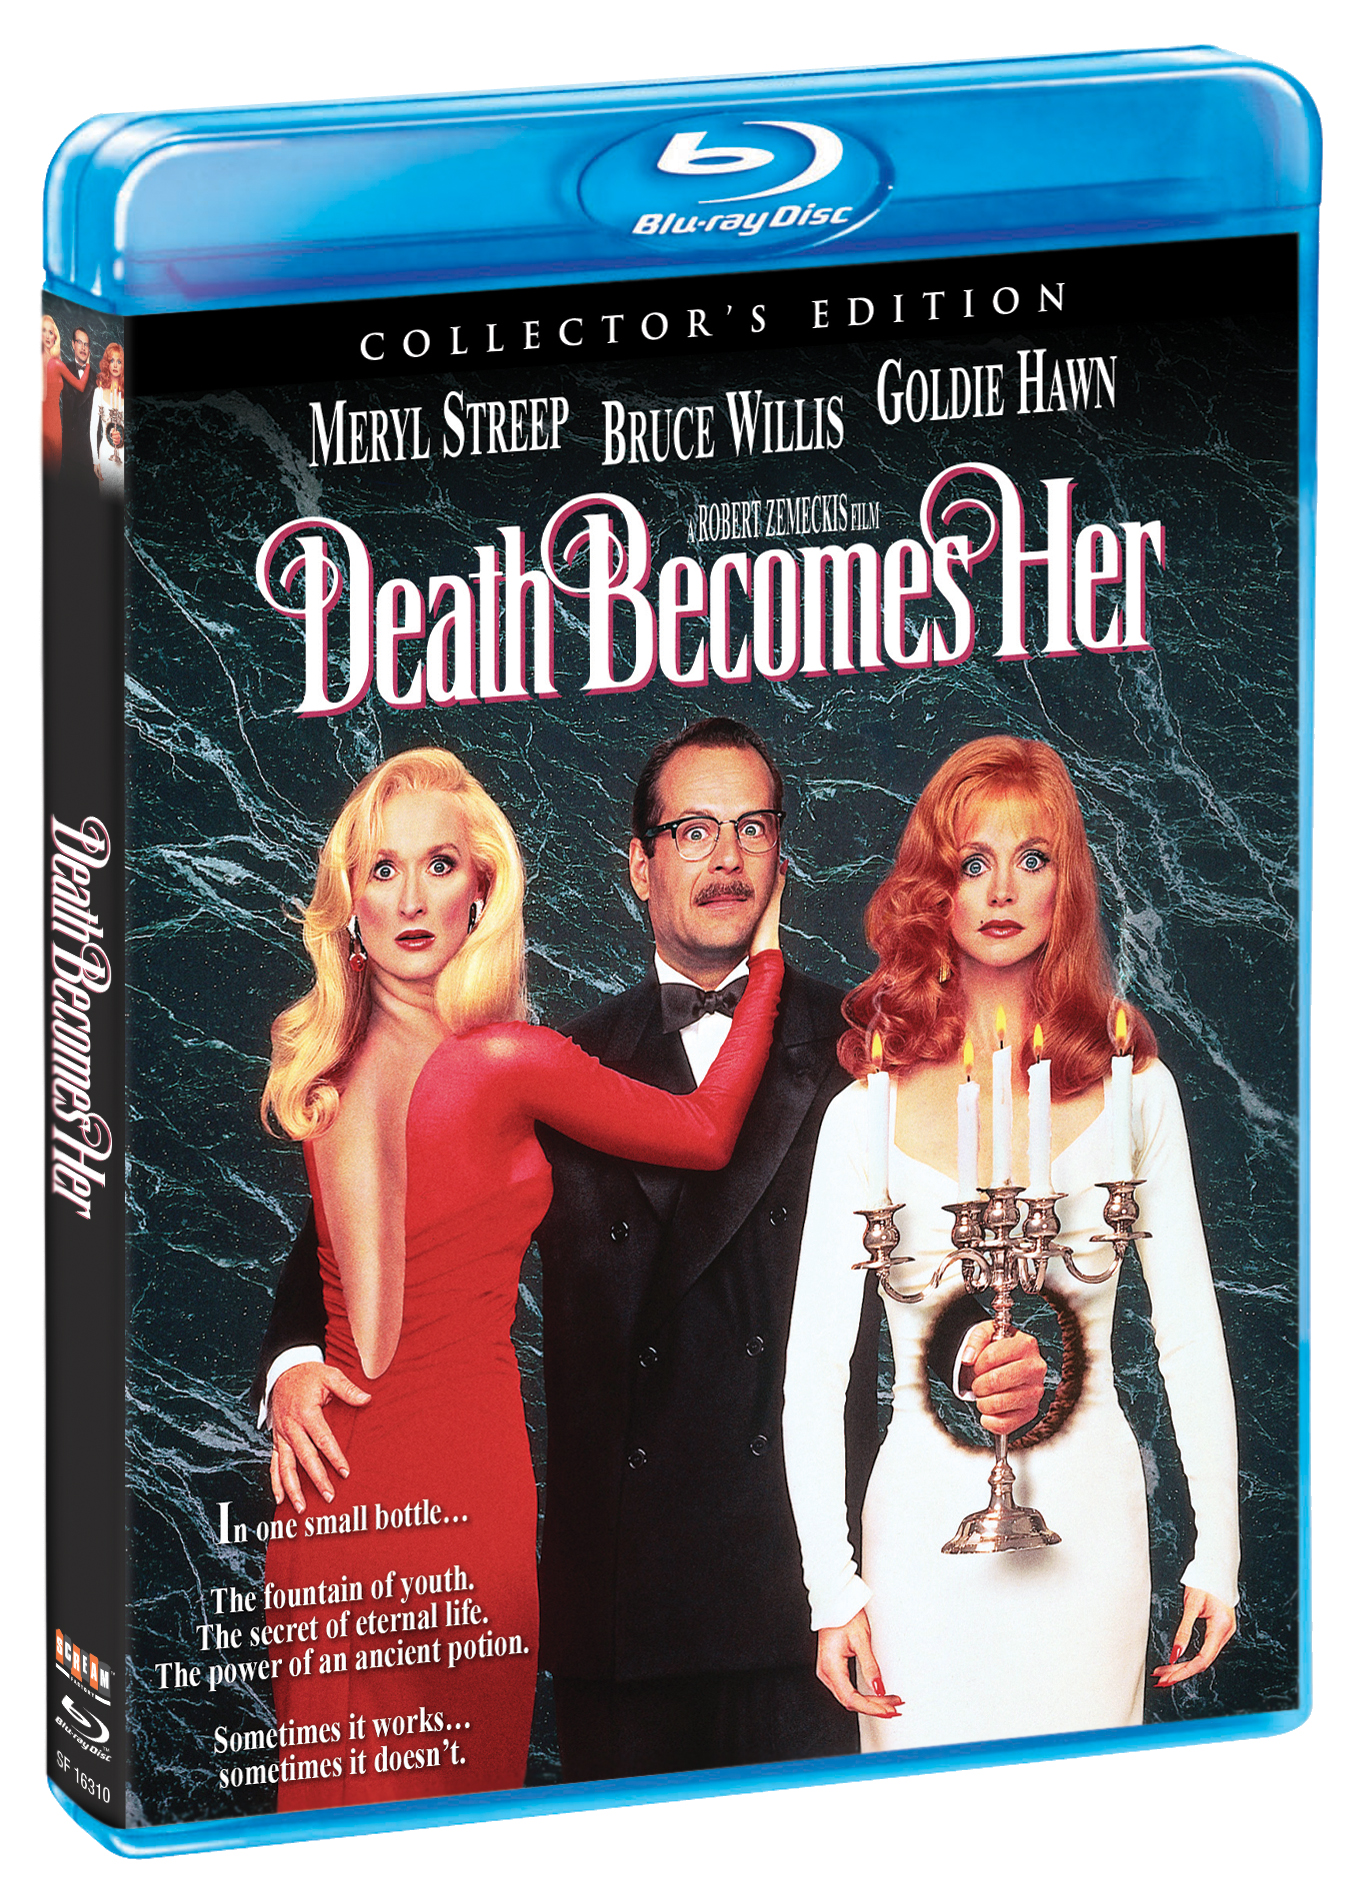 Blu-ray Disc
COLLECTOR'S EDITION
MERYL STREEP
BRUCE WILLIS
GOLDIE HAWN
A ROBERT ZEMECKIS FILM
Death Becomes Her
In one small bottle...
The fountain of youth.
The secret of eternal life.
The power of an ancient potion.
Sometimes it works...
sometimes it doesn't.
Death Becomes Her
SCREAM
FACTORY
Blu-ray Disc
SF 16310